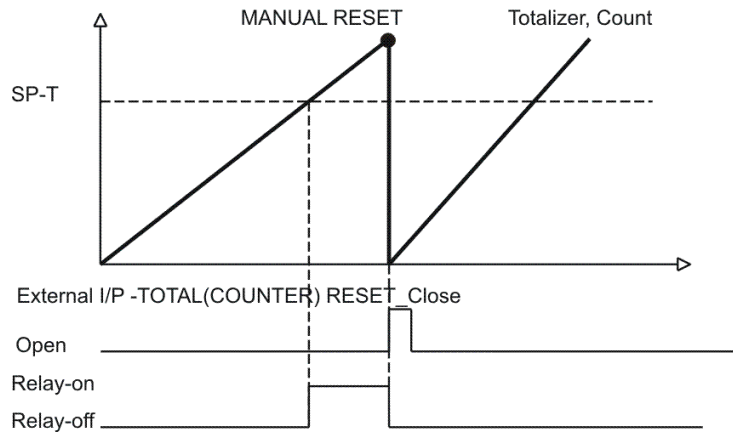 MANUAL RESET
Totalizer, Count
SP-T
External I/P -TOTAL(COUNTER) RESET_Close
Open
Relay-on
Relay-off